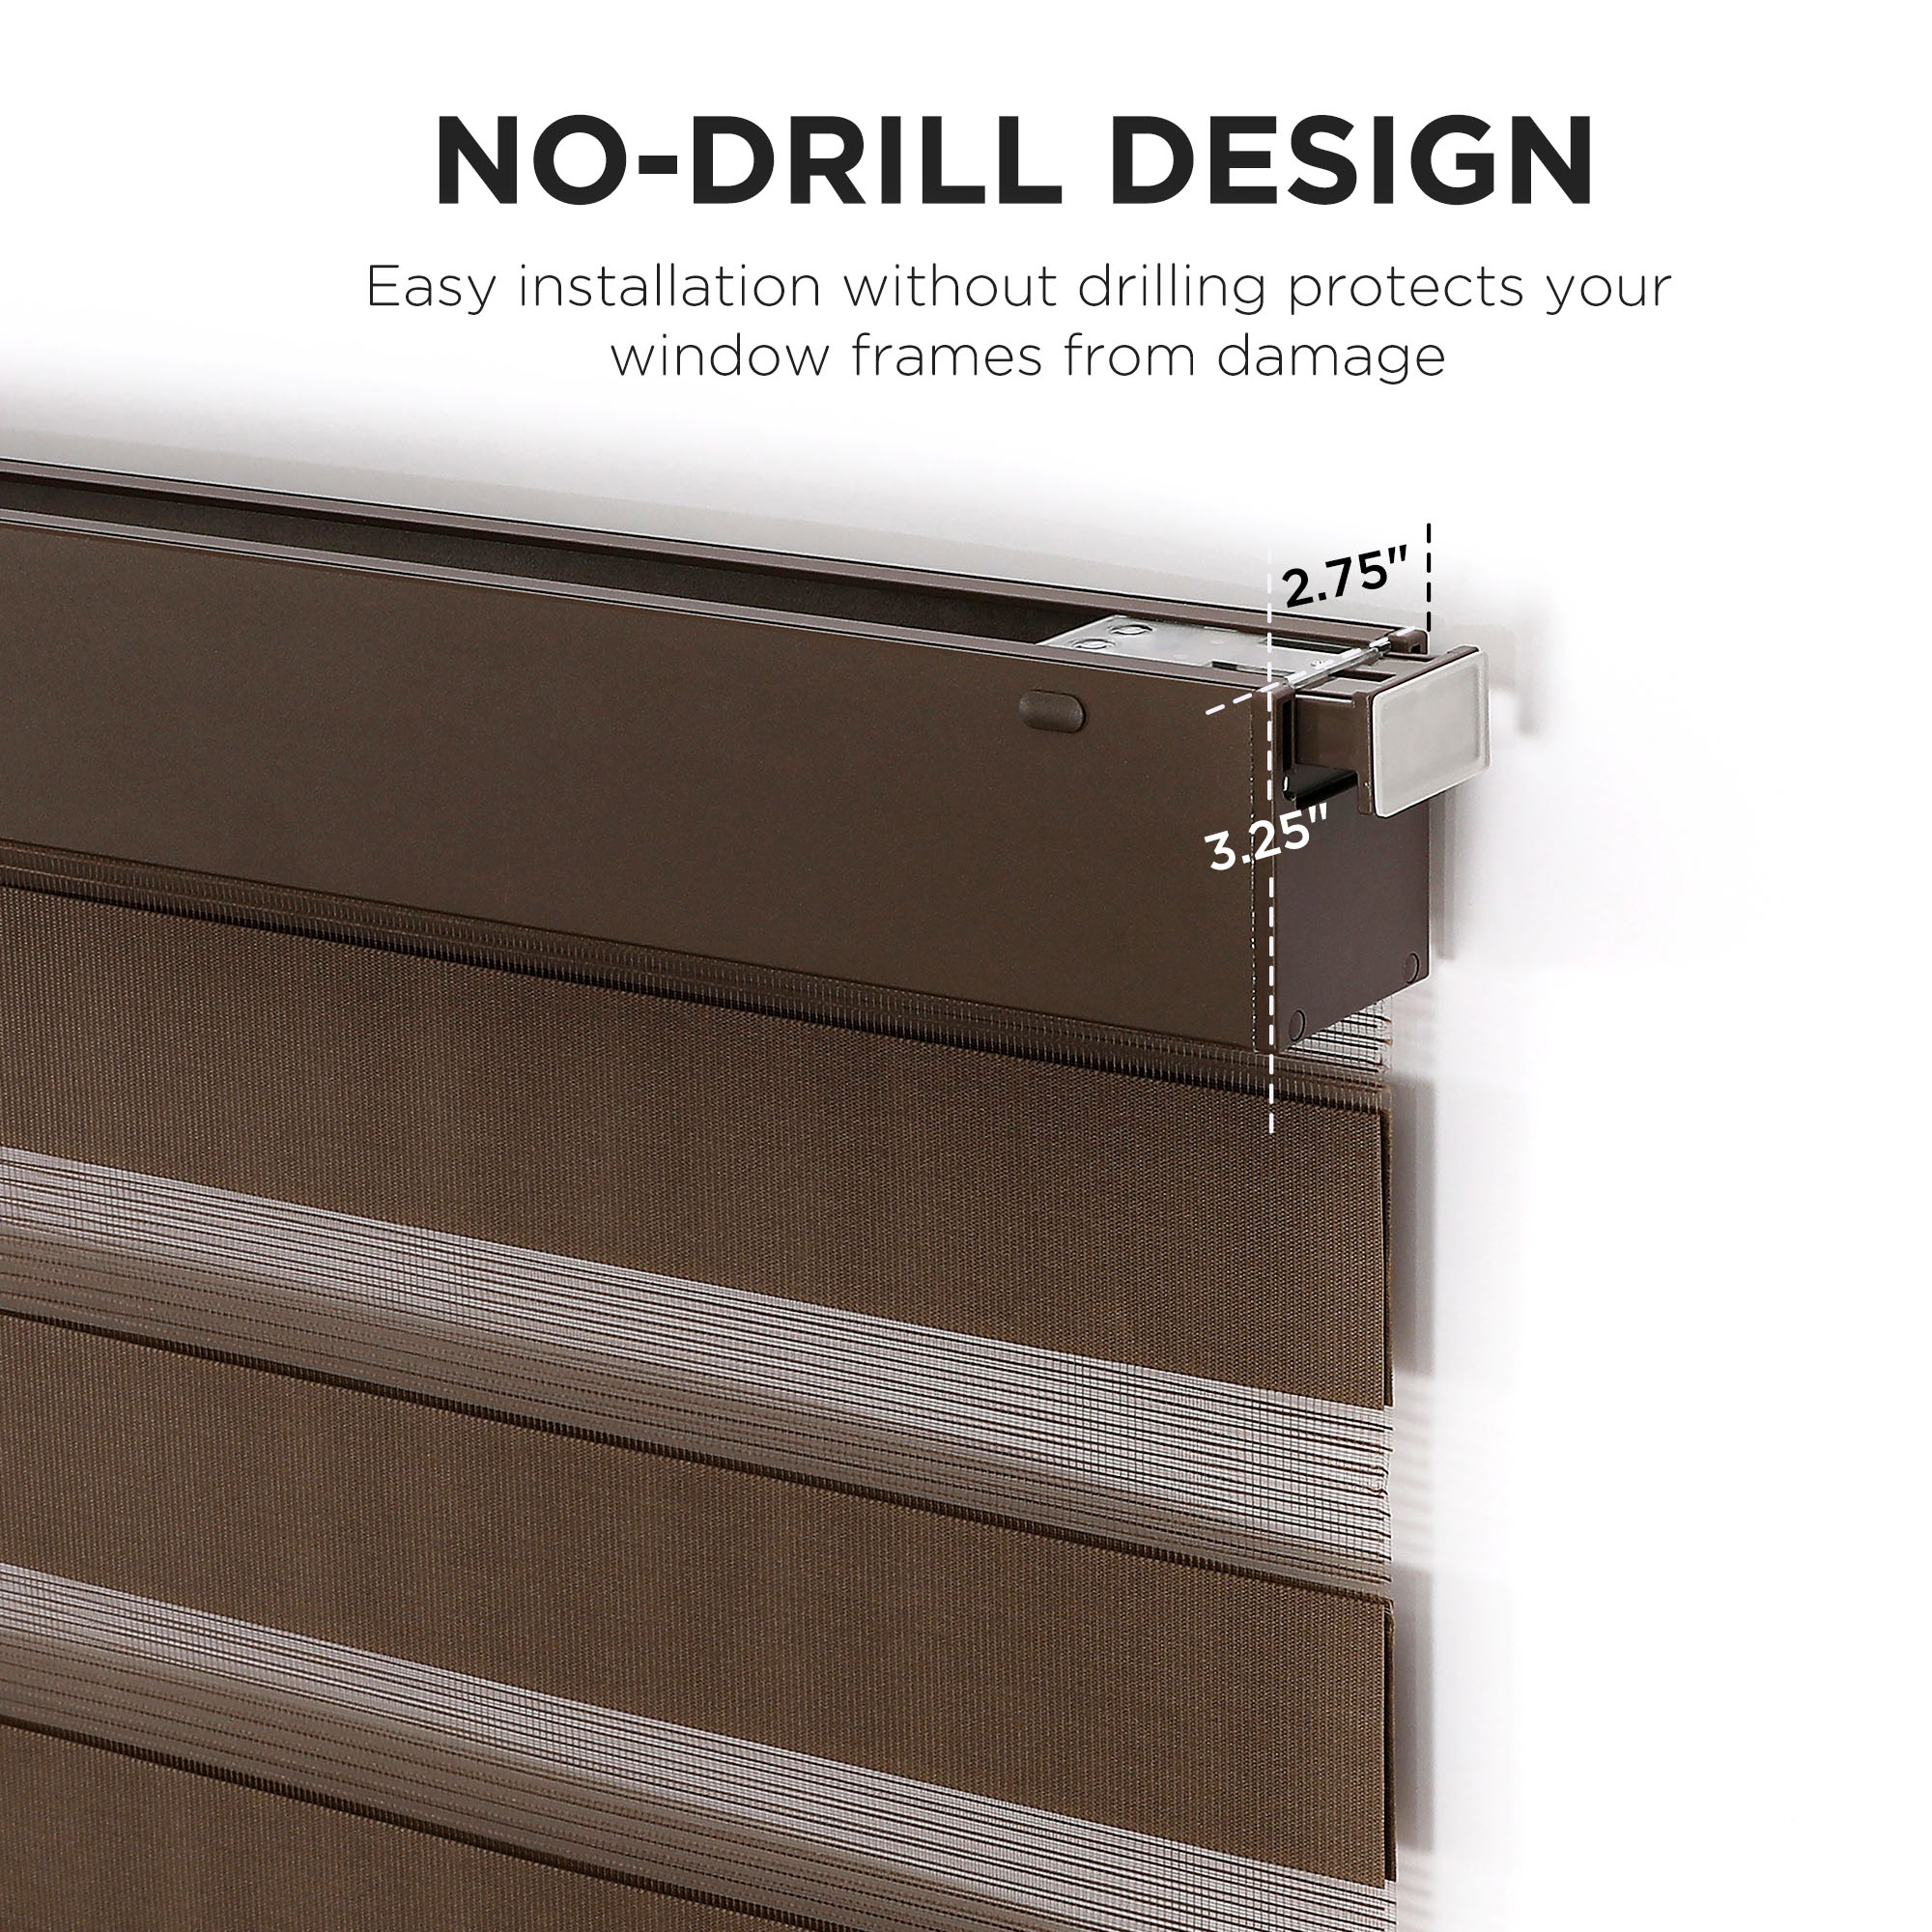 NO-DRILL DESIGN
Easy installation without drilling protects your
window frames from damage
2.75"
3.25"